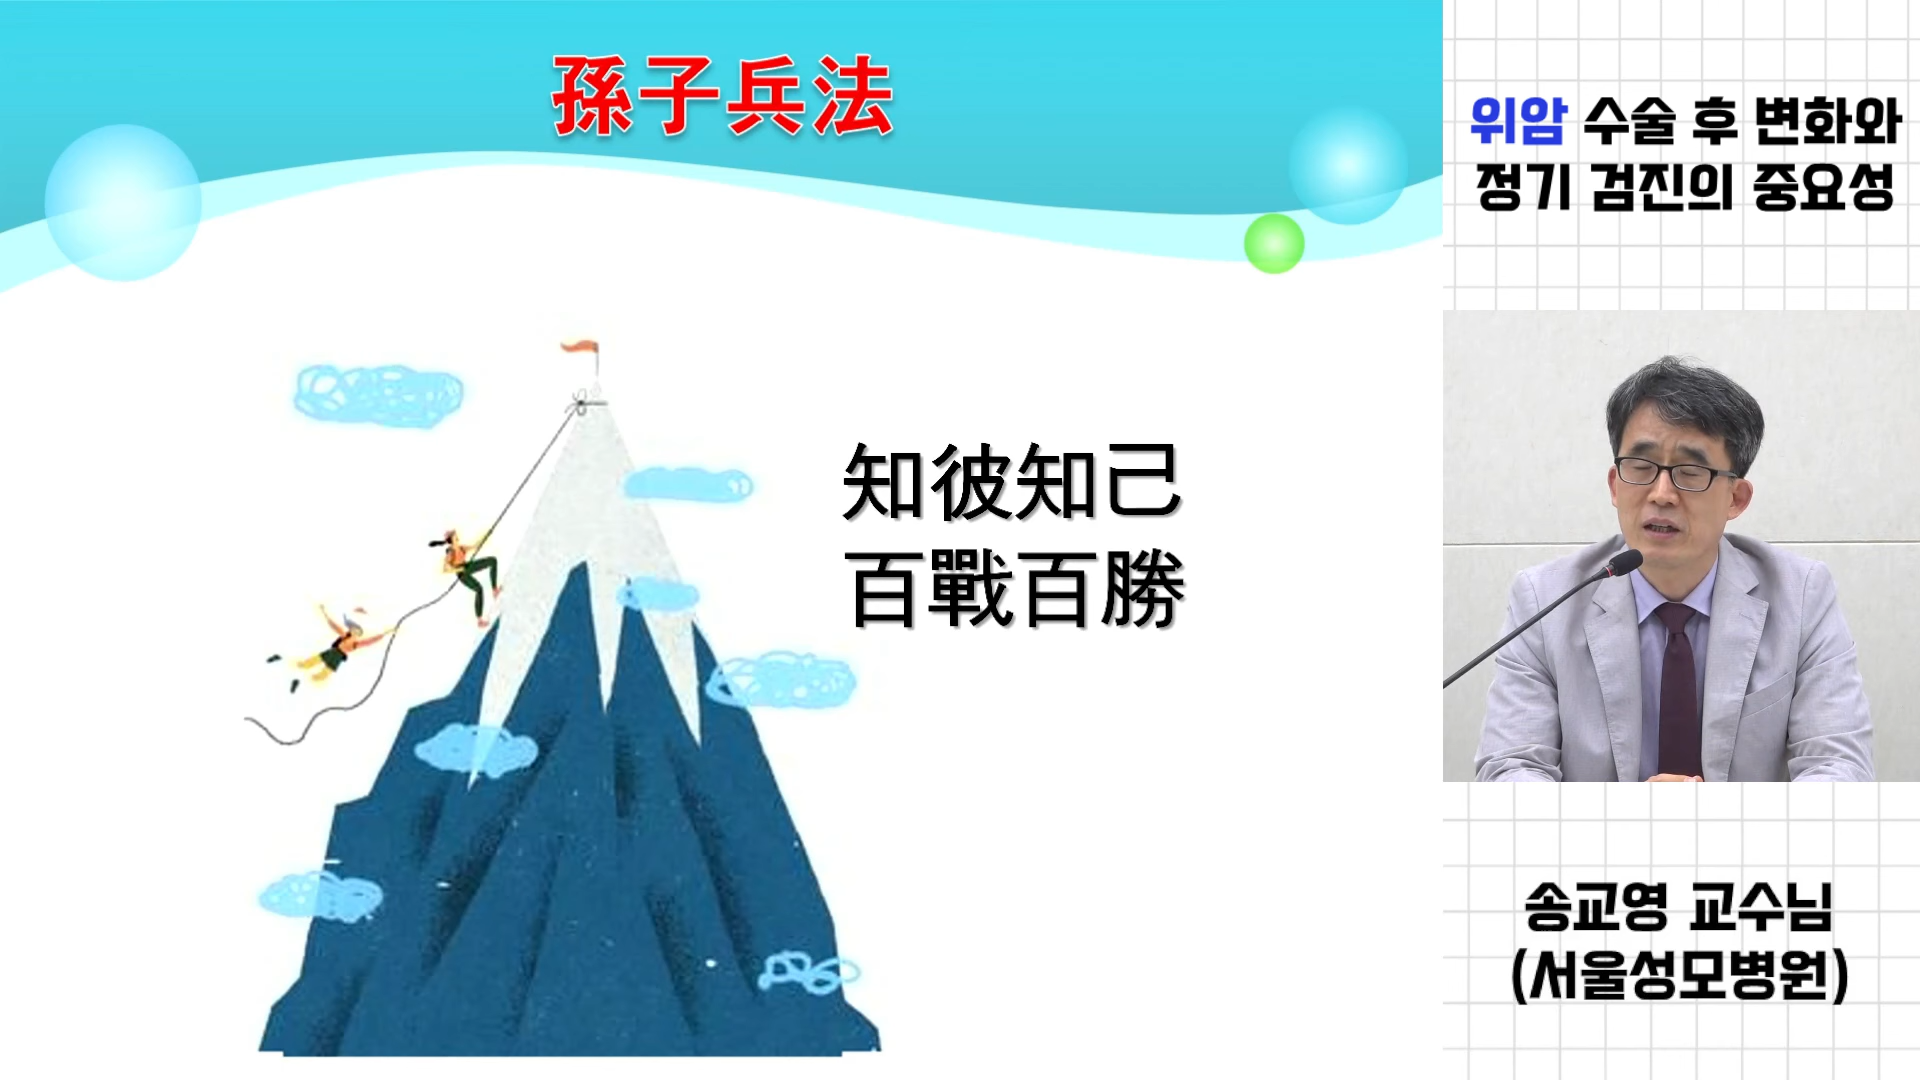 孫子兵法
知彼知己
百戰百勝
위암 수술 후 변화와
정기 검진의 중요성
송교영 교수님
(서울성모병원)